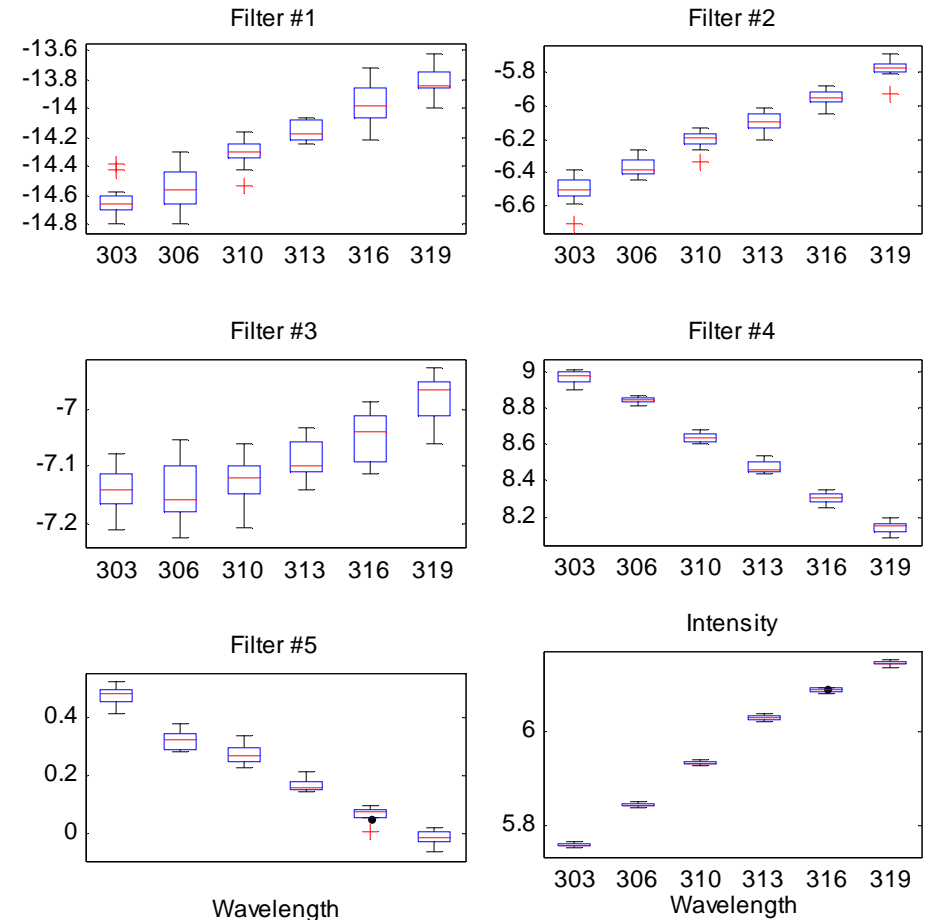 Filter #1
-13.6
-13.8
-14
-14.2
-14.4
-14.6
-14.8
303 306 310 313 316 319
Filter #2
-5.8
-6
-6.2
-6.4
-6.6
303 306 310 313 316 319
Filter #3
-7
-7.1
-7.2
303 306 310 313 316 319
Filter #4
9
8.8
8.6
8.4
8.2
303 306 310 313 316 319
Filter #5
0.4
0.2
0
Wavelength
Intensity
6
5.8
303 306 310 313 316 319
Wavelength